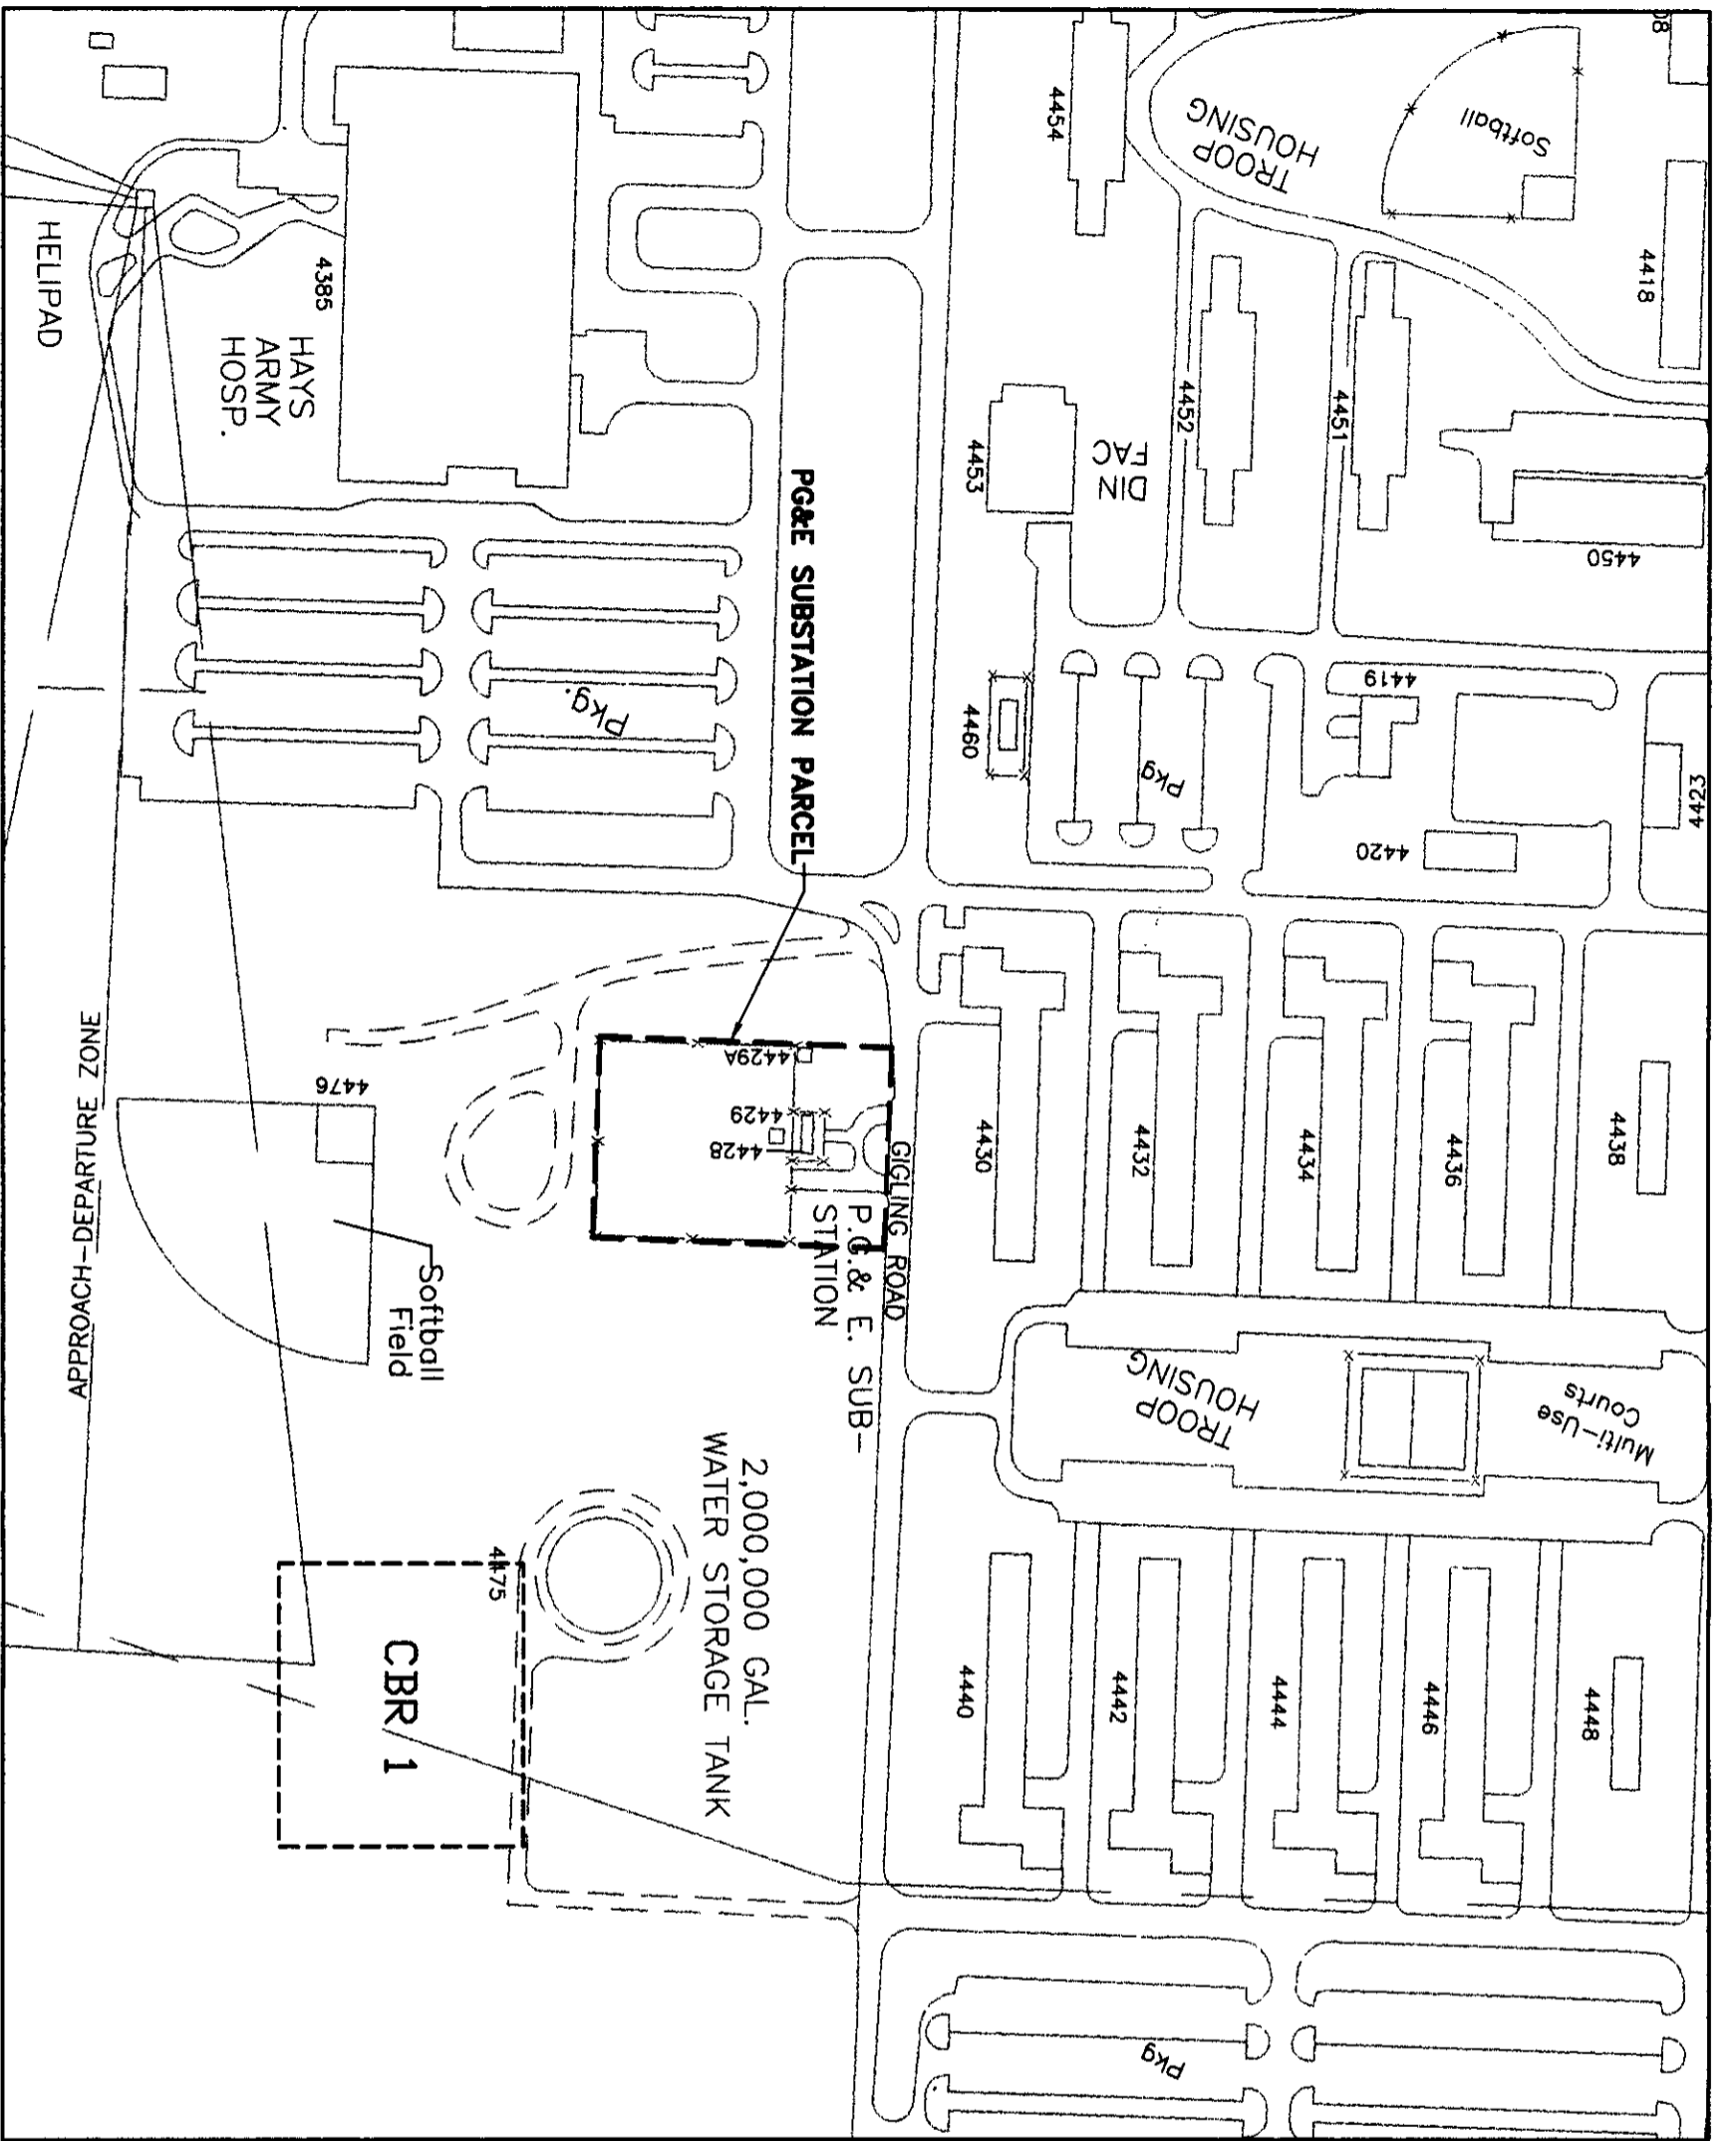 08
Softball
TROOP
HOUSING
4418
4454
4450
4451
4452
DIN
FAC
4453
4460
Pkg
4419
4420
4423
HELIPAD
4385
HAYS
ARMY
HOSP.
Pkg.
PG&E SUBSTATION PARCEL
4429A
4429
4428
GIGLING ROAD
P.G.& E. SUB-
STATION
4476
Softball
Field
APPROACH-DEPARTURE ZONE
4430
4432
4434
4436
4438
TROOP
HOUSING
Multi-Use
Courts
2,000,000 GAL.
WATER STORAGE TANK
4475
CBR 1
4440
4442
4444
4446
4448
Pkg